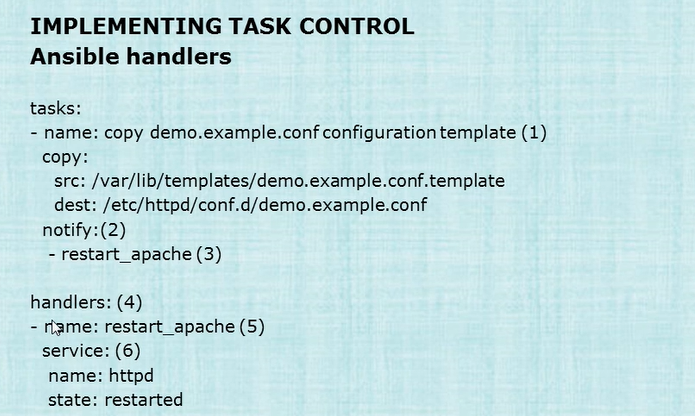 IMPLEMENTING TASK CONTROL
Ansible handlers
tasks:
- name: copy demo.example.conf configuration template (1)
copy:
src: /var/lib/templates/demo.example.conf.template
dest: /etc/httpd/conf.d/demo.example.conf
notify:(2)
- restart_apache (3)
handlers: (4)
- name: restart_apache (5)
service: (6)
name: httpd
state: restarted